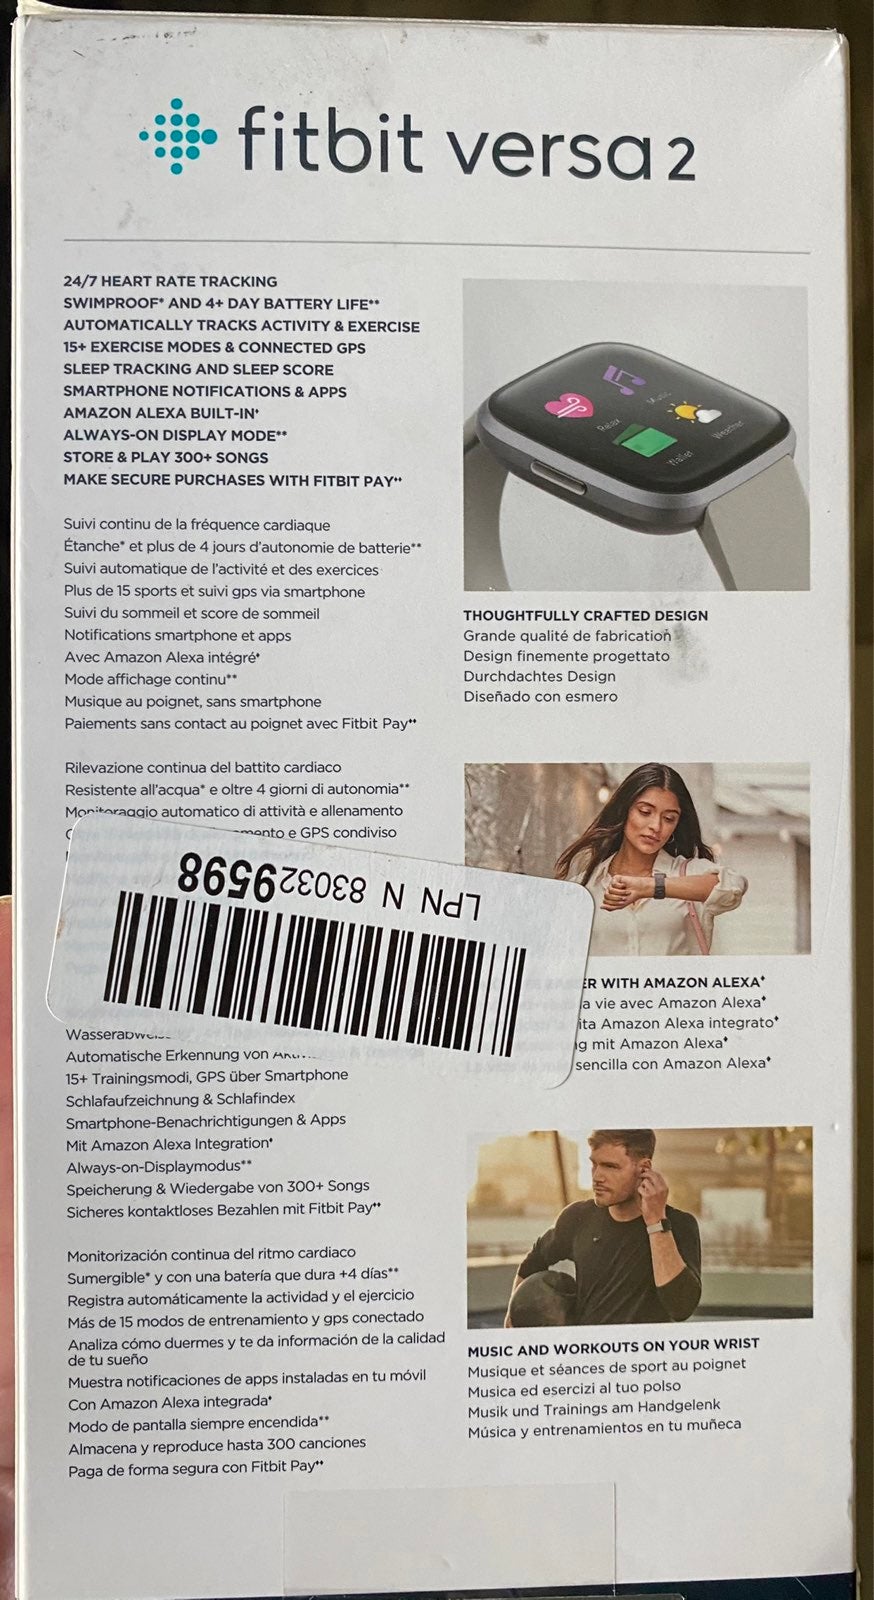 fitbit versa 2
24/7 HEART RATE TRACKING
SWIMPROOF* AND 4+ DAY BATTERY LIFE**
AUTOMATICALLY TRACKS ACTIVITY & EXERCISE
15+ EXERCISE MODES & CONNECTED GPS
SLEEP TRACKING AND SLEEP SCORE
SMARTPHONE NOTIFICATIONS & APPS
AMAZON ALEXA BUILT-IN⬧
ALWAYS-ON DISPLAY MODE**
STORE & PLAY 300+ SONGS
MAKE SECURE PURCHASES WITH FITBIT PAY⬧⬧
Suivi continu de la fréquence cardiaque
Étanche* et plus de 4 jours d'autonomie de batterie**
Suivi automatique de l'activité et des exercices
Plus de 15 sports et suivi gps via smartphone
Suivi du sommeil et score de sommeil
Notifications smartphone et apps
Avec Amazon Alexa intégré⬧
Mode affichage continu**
Musique au poignet, sans smartphone
Paiements sans contact au poignet avec Fitbit Pay⬧⬧
Rilevazione continua del battito cardiaco
Resistente all'acqua* e oltre 4 giorni di autonomia**
Monitoraggio automatico di attività e allenamento
e GPS condiviso
LPN N 830329598
Automatische Erkennung von
15+ Trainingsmodi, GPS über Smartphone
Schlafaufzeichnung & Schlafindex
Smartphone-Benachrichtigungen & Apps
Mit Amazon Alexa Integration⬧
Always-on-Displaymodus**
Speicherung & Wiedergabe von 300+ Songs
Sicheres kontaktloses Bezahlen mit Fitbit Pay⬧⬧
Monitorización continua del ritmo cardiaco
Sumergible* y con una batería que dura +4 días**
Registra automáticamente la actividad y el ejercicio
Más de 15 modos de entrenamiento y gps conectado
Analiza cómo duermes y te da información de la calidad
de tu sueño
Muestra notificaciones de apps instaladas en tu móvil
Con Amazon Alexa integrada⬧
Modo de pantalla siempre encendida**
Almacena y reproduce hasta 300 canciones
Paga de forma segura con Fitbit Pay⬧⬧
Music
Relax
Weather
Wallet
THOUGHTFULLY CRAFTED DESIGN
Grande qualité de fabrication
Design finemente progettato
Durchdachtes Design
Diseñado con esmero
WITH AMAZON ALEXA⬧
vie avec Amazon Alexa⬧
Amazon Alexa integrato⬧
mit Amazon Alexa⬧
sencilla con Amazon Alexa⬧
MUSIC AND WORKOUTS ON YOUR WRIST
Musique et séances de sport au poignet
Musica ed esercizi al tuo polso
Musik und Trainings am Handgelenk
Música y entrenamientos en tu muñeca